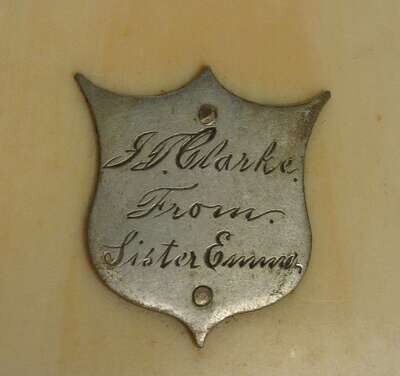 J.T. Clarke.
From.
Sister Emma.